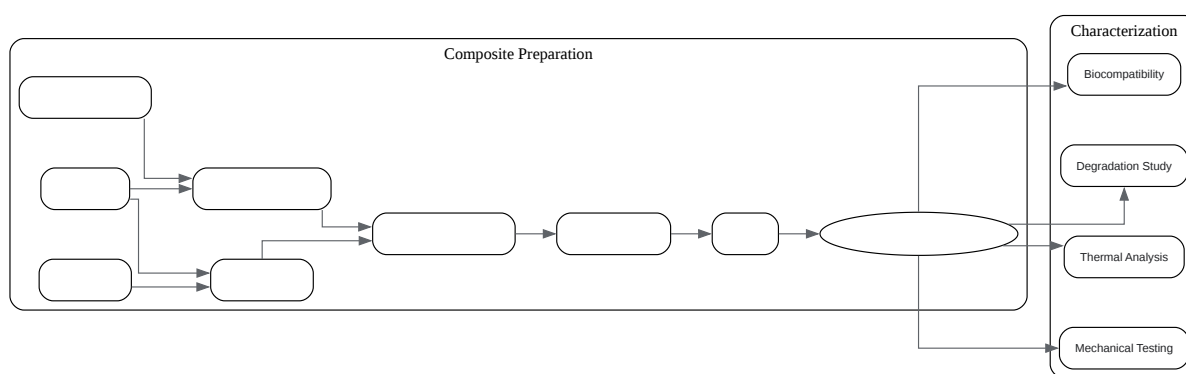 Composite Preparation
Characterization
Biocompatibility
Degradation Study
Thermal Analysis
Mechanical Testing